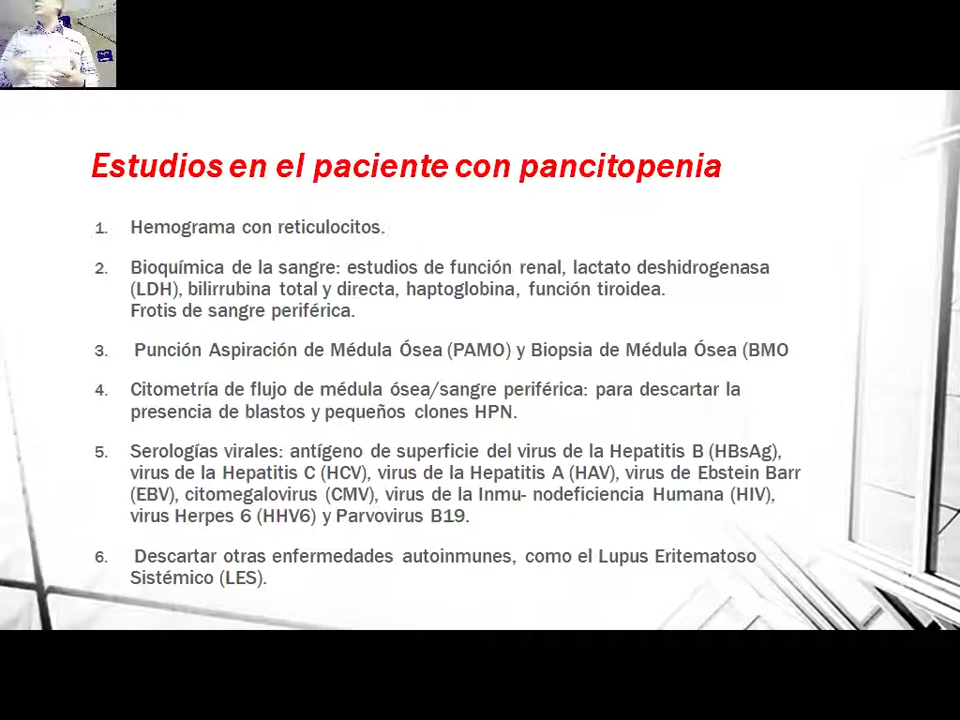 Estudios en el paciente con pancitopenia
1. Hemograma con reticulocitos.
2. Bioquímica de la sangre: estudios de función renal, lactato deshidrogenasa
(LDH), bilirrubina total y directa, haptoglobina, función tiroidea.
Frotis de sangre periférica.
3. Punción Aspiración de Médula Ósea (PAMO) y Biopsia de Médula Ósea (BMO
4. Citometría de flujo de médula ósea/sangre periférica: para descartar la
presencia de blastos y pequeños clones HPN.
5. Serologías virales: antígeno de superficie del virus de la Hepatitis B (HBsAg),
virus de la Hepatitis C (HCV), virus de la Hepatitis A (HAV), virus de Ebstein Barr
(EBV), citomegalovirus (CMV), virus de la Inmu- nodeficiencia Humana (HIV),
virus Herpes 6 (HHV6) y Parvovirus B19.
6. Descartar otras enfermedades autoinmunes, como el Lupus Eritematoso
Sistémico (LES).